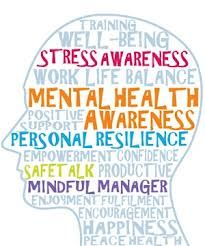 TRAINING
WELL-BEING
STRESS AWARENESS
WORK LIFE BALANCE
MENTAL HEALTH
POSITIVE AWARENESS
SUPPORT
PERSONAL RESILIENCE
EMPOWERMENT CONFIDENCE
SAFETALK PRODUCTIVE
MINDFUL MANAGER
ENJOYMENT FULFILMENT
ENCOURAGEMENT
HAPPINESS
PEACE HEALTH